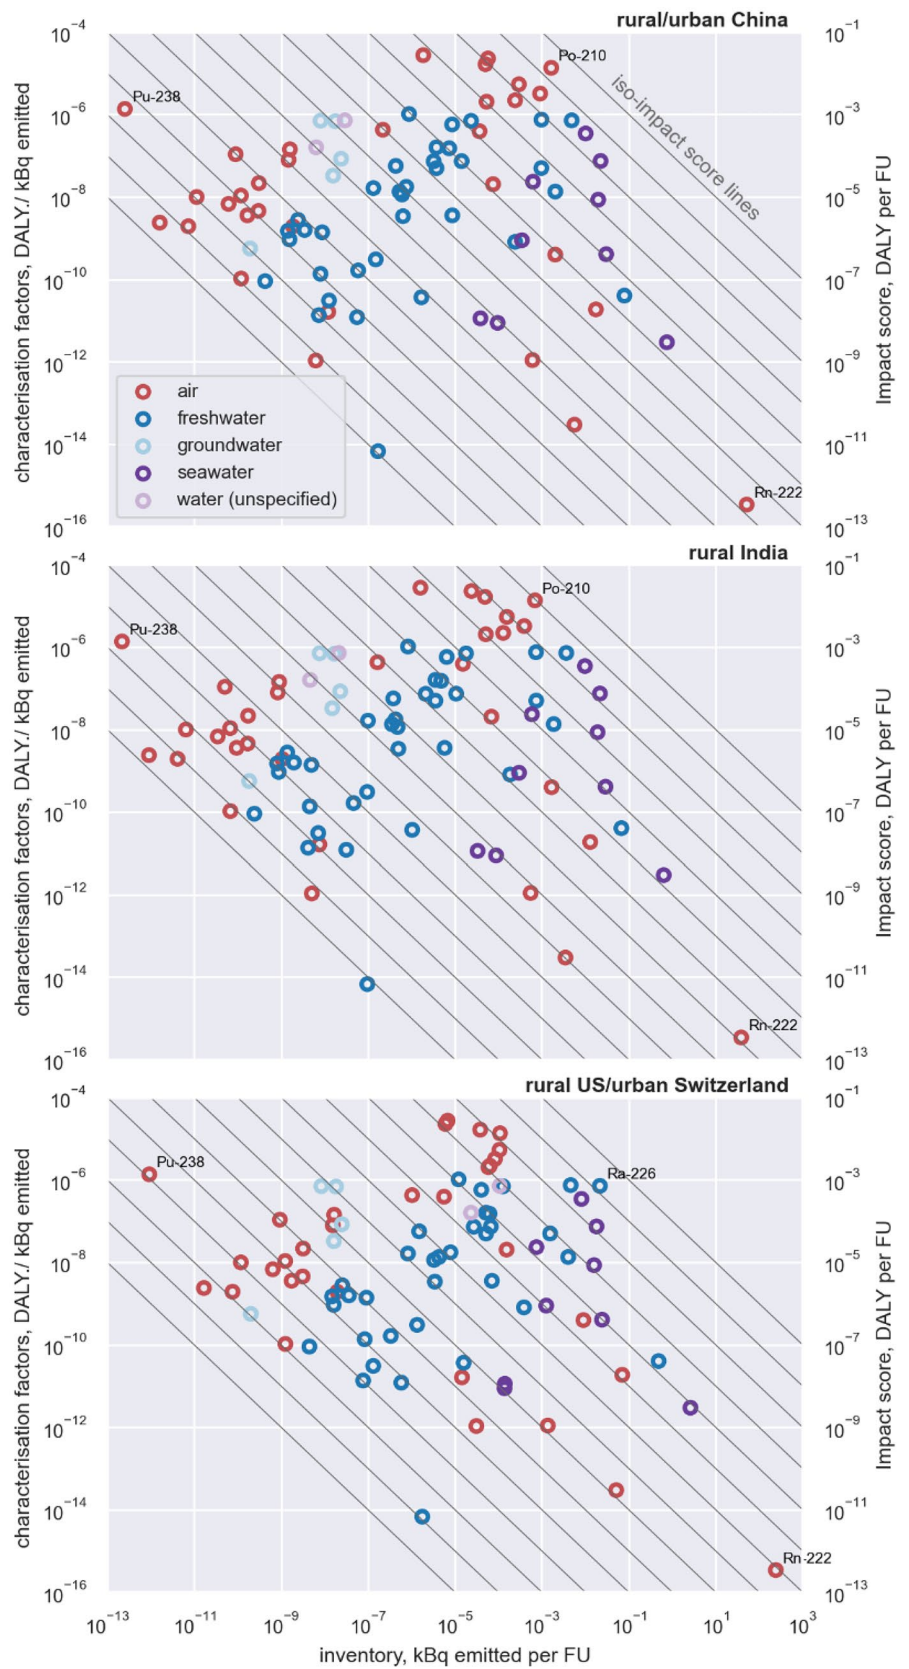 rural/urban China
10⁻⁴
10⁻⁶
10⁻⁸
10⁻¹⁰
10⁻¹²
10⁻¹⁴
10⁻¹⁶
characterisation factors, DALY./ kBq emitted
Pu-238
Po-210
iso-impact score lines
Rn-222
air
freshwater
groundwater
seawater
water (unspecified)
10⁻¹
10⁻³
10⁻⁵
10⁻⁷
10⁻⁹
10⁻¹¹
10⁻¹³
Impact score, DALY per FU
rural India
10⁻⁴
10⁻⁶
10⁻⁸
10⁻¹⁰
10⁻¹²
10⁻¹⁴
10⁻¹⁶
characterisation factors, DALY./ kBq emitted
Pu-238
Po-210
Rn-222
10⁻¹
10⁻³
10⁻⁵
10⁻⁷
10⁻⁹
10⁻¹¹
10⁻¹³
Impact score, DALY per FU
rural US/urban Switzerland
10⁻⁴
10⁻⁶
10⁻⁸
10⁻¹⁰
10⁻¹²
10⁻¹⁴
10⁻¹⁶
characterisation factors, DALY./ kBq emitted
Pu-238
Ra-226
Rn-222
10⁻¹
10⁻³
10⁻⁵
10⁻⁷
10⁻⁹
10⁻¹¹
10⁻¹³
Impact score, DALY per FU
10⁻¹³ 10⁻¹¹ 10⁻⁹ 10⁻⁷ 10⁻⁵ 10⁻³ 10⁻¹ 10¹ 10³
inventory, kBq emitted per FU